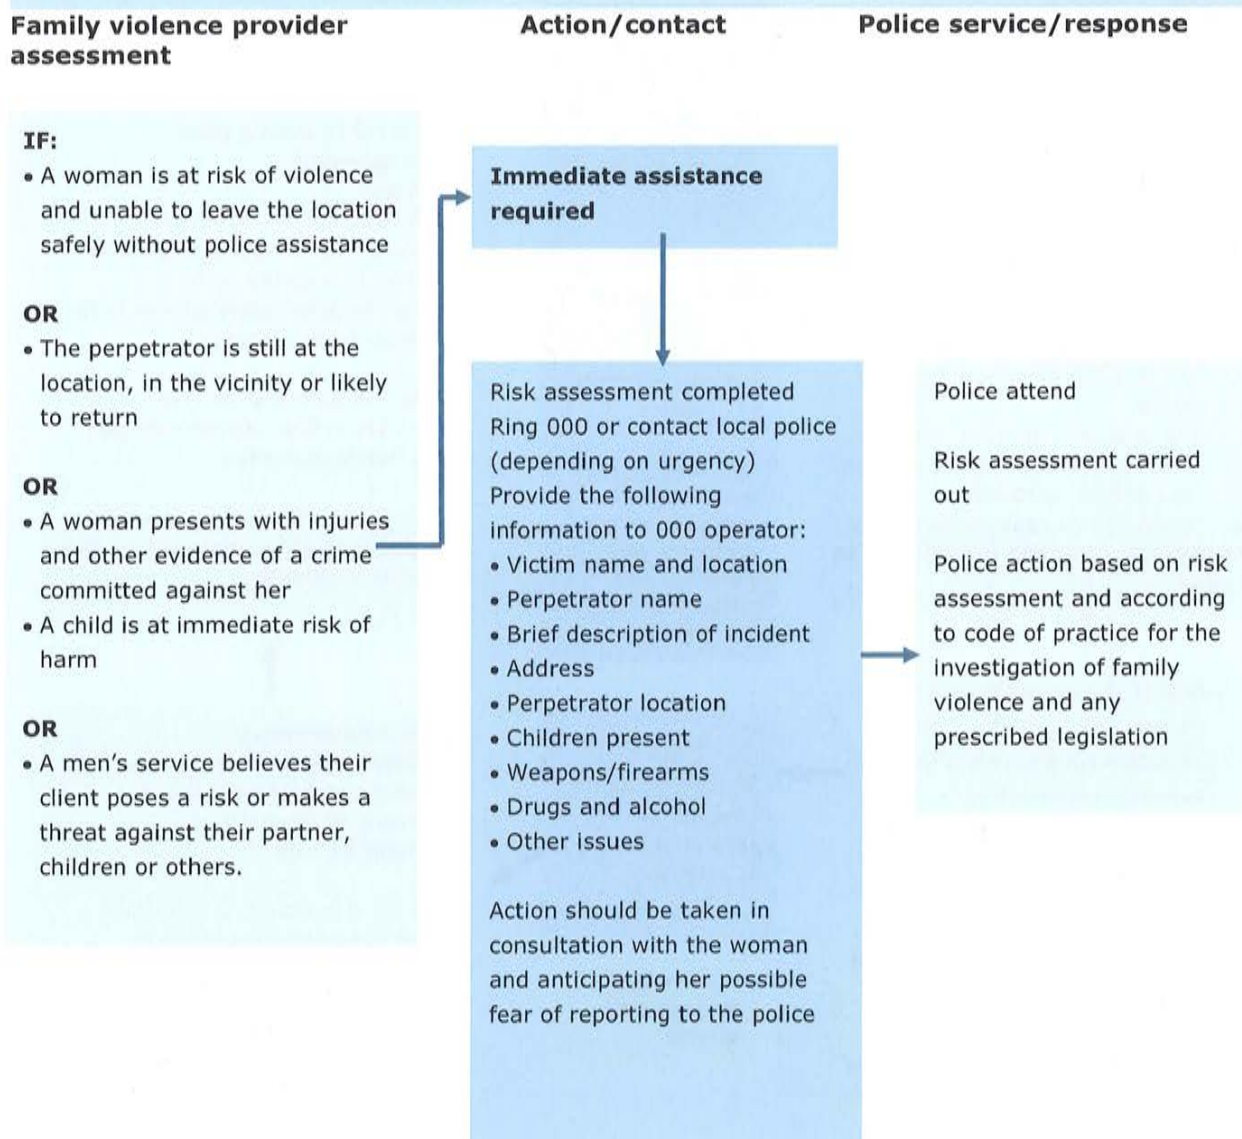 Family violence provider
assessment
Action/contact
Police service/response
IF:
• A woman is at risk of violence
and unable to leave the location
safely without police assistance
OR
• The perpetrator is still at the
location, in the vicinity or likely
to return
OR
• A woman presents with injuries
and other evidence of a crime
committed against her
• A child is at immediate risk of
harm
OR
• A men's service believes their
client poses a risk or makes a
threat against their partner,
children or others.
Immediate assistance
required
Risk assessment completed
Ring 000 or contact local police
(depending on urgency)
Provide the following
information to 000 operator:
• Victim name and location
• Perpetrator name
• Brief description of incident
• Address
• Perpetrator location
• Children present
• Weapons/firearms
• Drugs and alcohol
• Other issues
Action should be taken in
consultation with the woman
and anticipating her possible
fear of reporting to the police
Police attend
Risk assessment carried
out
Police action based on risk
assessment and according
to code of practice for the
investigation of family
violence and any
prescribed legislation